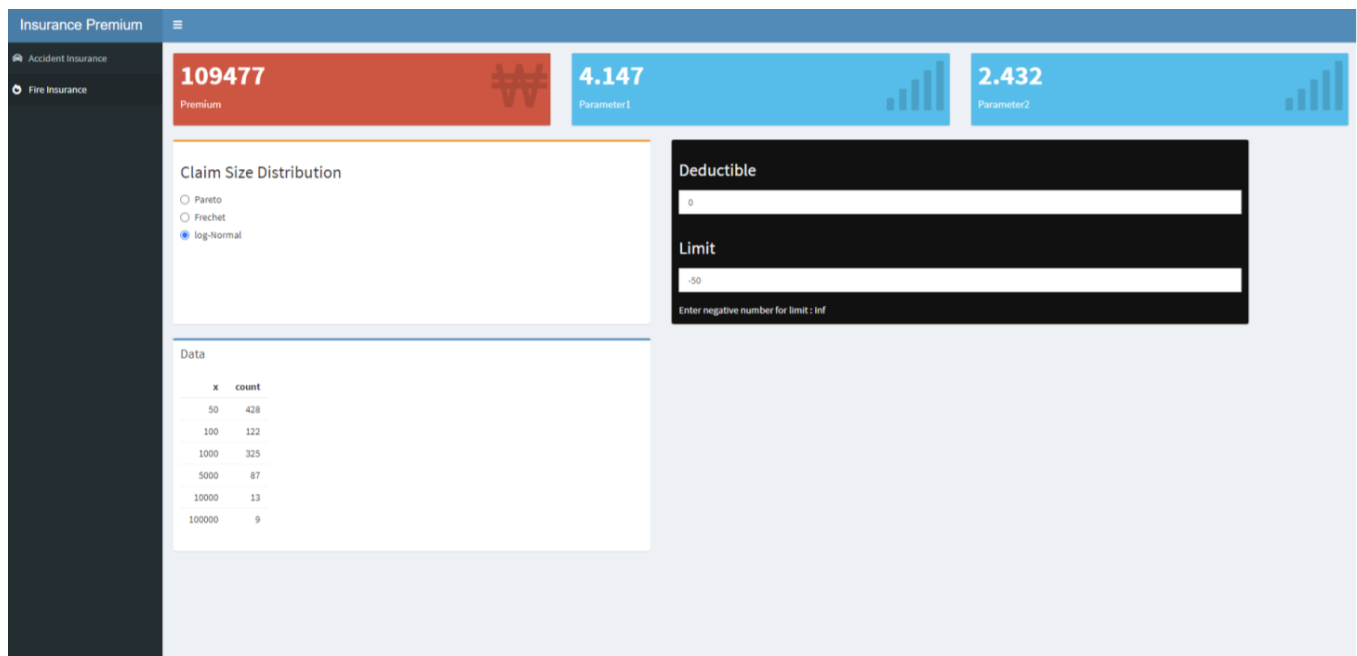 Insurance Premium
Accident Insurance
Fire Insurance
109477
Premium
4.147
Parameter1
2.432
Parameter2
Claim Size Distribution
Pareto
Frechet
log-Normal
Deductible
0
Limit
-50
Enter negative number for limit : Inf
Data
x count
50 428
100 122
1000 325
5000 87
10000 13
100000 9